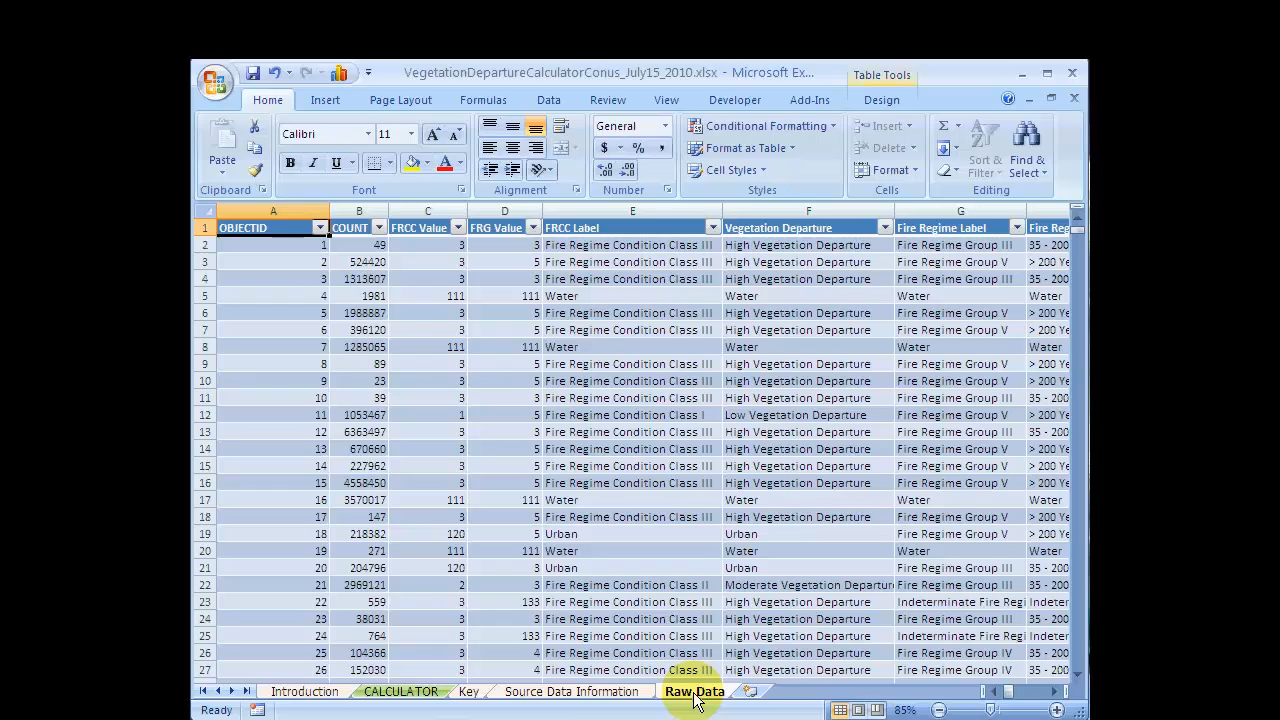 VegetationDepartureCalculatorConus_July15_2010.xlsx - Microsoft Ex... Table Tools
Home Insert Page Layout Formulas Data Review View Developer Add-Ins Design
Paste Calibri 11 General Conditional Formatting Insert Σ
B I U $ % , Format as Table Delete Sort & Filter Find & Select
Cell Styles Format
Clipboard Font Alignment Number Styles Cells Editing
A B C D E F G
1 OBJECTID COUNT FRCC Value FRG Value FRCC Label Vegetation Departure Fire Regime Label Fire Reg
2 1 49 3 3 Fire Regime Condition Class III High Vegetation Departure Fire Regime Group III 35 - 200
3 2 524420 3 5 Fire Regime Condition Class III High Vegetation Departure Fire Regime Group V > 200 Ye
4 3 1313607 3 3 Fire Regime Condition Class III High Vegetation Departure Fire Regime Group III 35 - 200
5 4 1981 111 111 Water Water Water Water
6 5 1988887 3 5 Fire Regime Condition Class III High Vegetation Departure Fire Regime Group V > 200 Ye
7 6 396120 3 5 Fire Regime Condition Class III High Vegetation Departure Fire Regime Group V > 200 Ye
8 7 1285065 111 111 Water Water Water Water
9 8 89 3 5 Fire Regime Condition Class III High Vegetation Departure Fire Regime Group V > 200 Ye
10 9 23 3 5 Fire Regime Condition Class III High Vegetation Departure Fire Regime Group V > 200 Ye
11 10 39 3 3 Fire Regime Condition Class III High Vegetation Departure Fire Regime Group III 35 - 200
12 11 1053467 1 5 Fire Regime Condition Class I Low Vegetation Departure Fire Regime Group V > 200 Ye
13 12 6363497 3 3 Fire Regime Condition Class III High Vegetation Departure Fire Regime Group III 35 - 200
14 13 670660 3 5 Fire Regime Condition Class III High Vegetation Departure Fire Regime Group V > 200 Ye
15 14 227962 3 5 Fire Regime Condition Class III High Vegetation Departure Fire Regime Group V > 200 Ye
16 15 4558450 3 5 Fire Regime Condition Class III High Vegetation Departure Fire Regime Group V > 200 Ye
17 16 3570017 111 111 Water Water Water Water
18 17 147 3 5 Fire Regime Condition Class III High Vegetation Departure Fire Regime Group V > 200 Ye
19 18 218382 120 5 Urban Urban Fire Regime Group V > 200 Ye
20 19 271 111 111 Water Water Water Water
21 20 204796 120 3 Urban Urban Fire Regime Group III 35 - 200
22 21 2969121 2 3 Fire Regime Condition Class II Moderate Vegetation Departure Fire Regime Group III 35 - 200
23 22 559 3 133 Fire Regime Condition Class III High Vegetation Departure Indeterminate Fire Regi Indeter
24 23 38031 3 3 Fire Regime Condition Class III High Vegetation Departure Fire Regime Group III 35 - 200
25 24 764 3 133 Fire Regime Condition Class III High Vegetation Departure Indeterminate Fire Regi Indeter
26 25 104366 3 4 Fire Regime Condition Class III High Vegetation Departure Fire Regime Group IV 35 - 200
27 26 152030 3 4 Fire Regime Condition Class III High Vegetation Departure Fire Regime Group IV 35 - 200
Introduction CALCULATOR Key Source Data Information Raw Data
Ready 85%